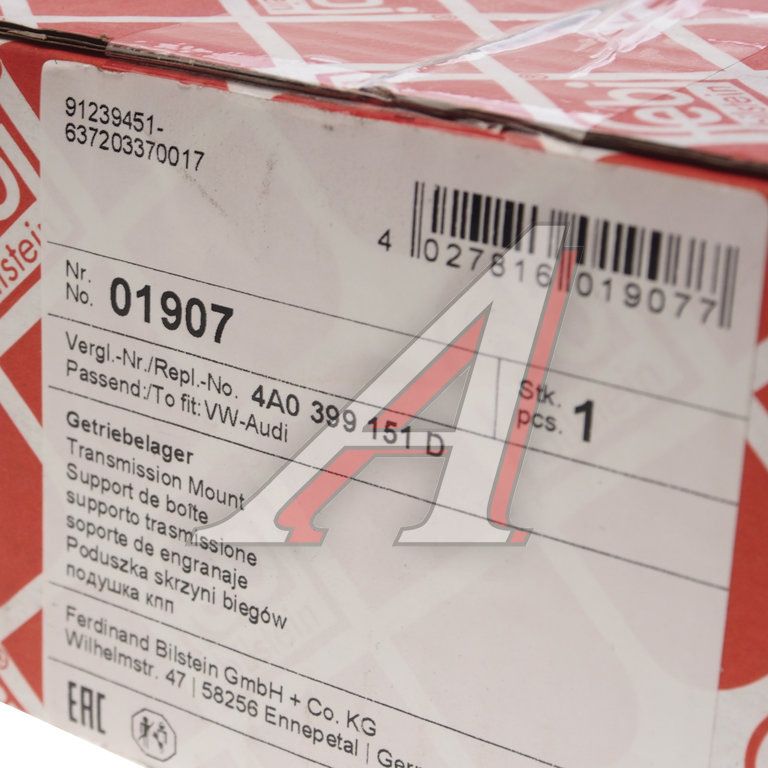 91239451-
637203370017
4 027816 019077
Nr.
No. 01907
Vergl.-Nr./Repl.-No. 4A0 399 151 D
Passend:/To fit: VW-Audi
Stk.
pcs. 1
Getriebelager
Transmission Mount
Support de boîte
supporto trasmissione
soporte de engranaje
Poduszka skrzyni biegów
подушка кпп
Ferdinand Bilstein GmbH + Co. KG
Wilhelmstr. 47 | 58256 Ennepetal |
EAC